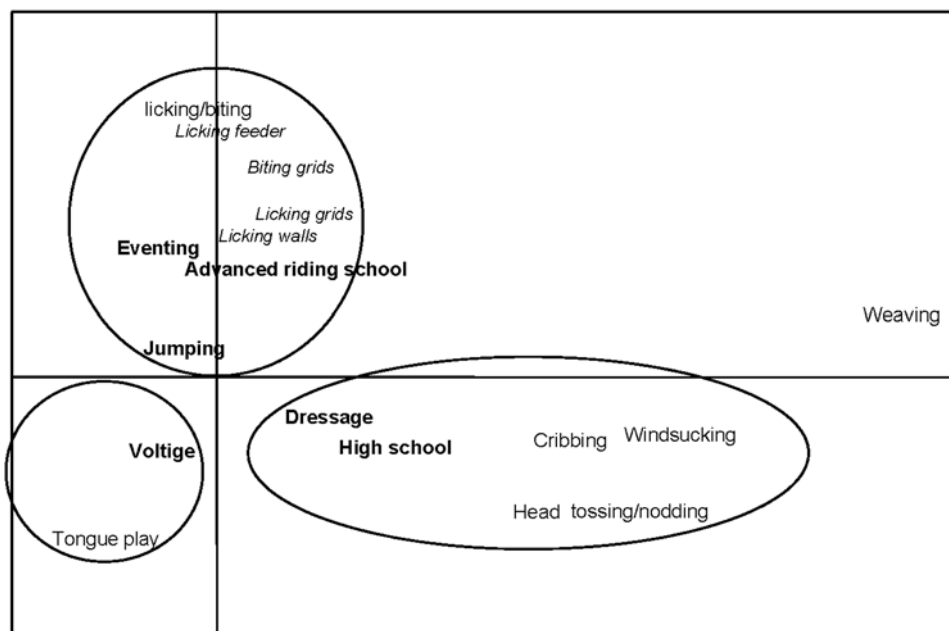 licking/biting
Licking feeder
Biting grids
Licking grids
Licking walls
Eventing
Advanced riding school
Weaving
Jumping
Dressage
High school
Cribbing
Windsucking
Voltige
Head tossing/nodding
Tongue play